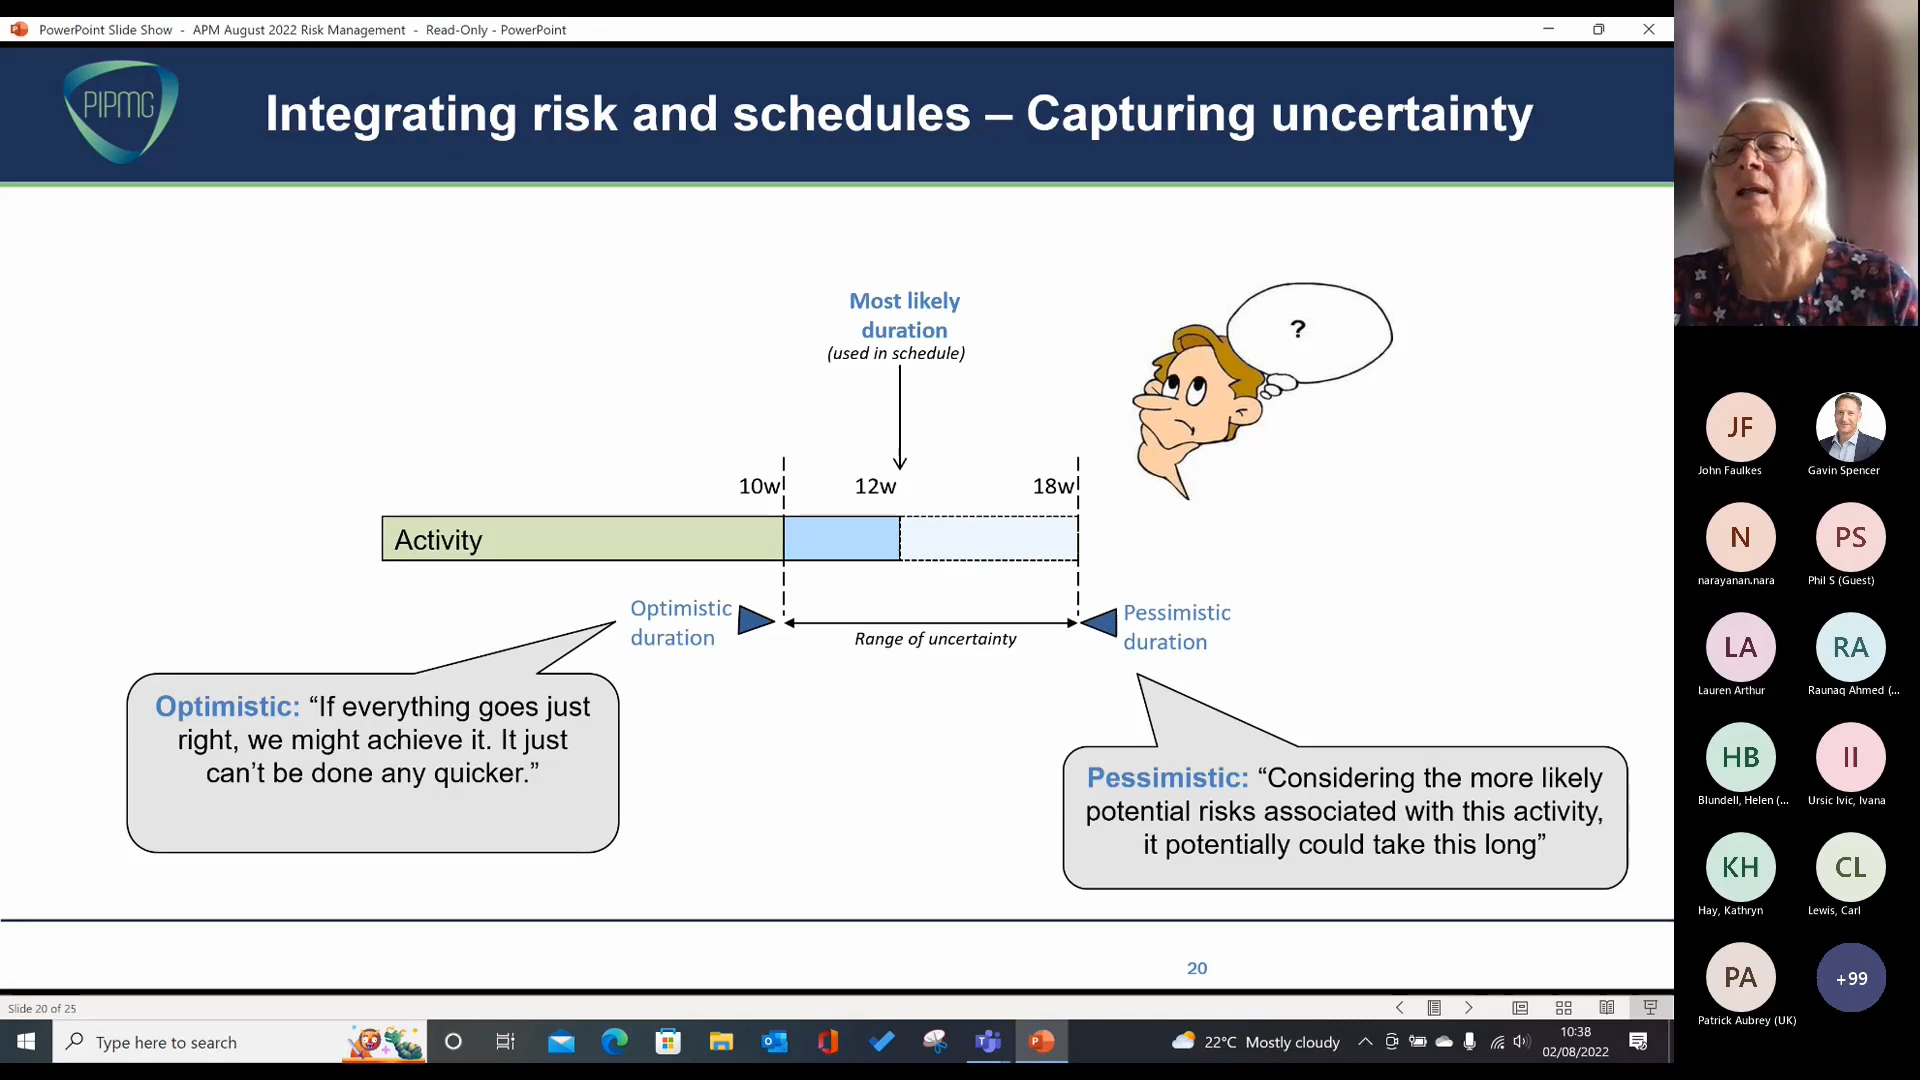 PowerPoint Slide Show - APM August 2022 Risk Management - Read-Only - PowerPoint
PIPMG
Integrating risk and schedules – Capturing uncertainty
Most likely
duration
(used in schedule)
?
10w
12w
18w
Activity
Optimistic
duration
Range of uncertainty
Pessimistic
duration
Optimistic: “If everything goes just
right, we might achieve it. It just
can’t be done any quicker.”
Pessimistic: “Considering the more likely
potential risks associated with this activity,
it potentially could take this long”
20
Slide 20 of 25
Type here to search
22°C Mostly cloudy
10:38
02/08/2022
JF
John Faulkes
Gavin Spencer
N
narayanan.nara
PS
Phil S (Guest)
LA
Lauren Arthur
RA
Raunaq Ahmed (...
HB
Blundell, Helen (...
II
Ursic Ivic, Ivana
KH
Hay, Kathryn
CL
Lewis, Carl
PA
Patrick Aubrey (UK)
+99